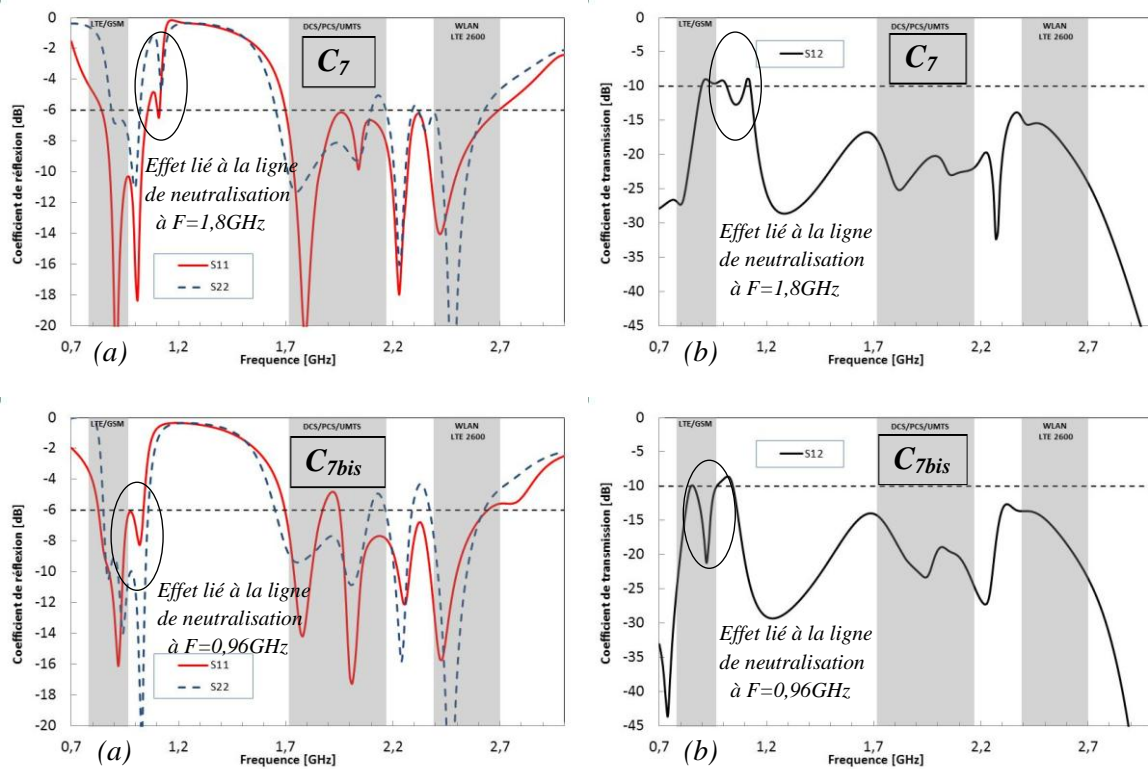 Coefficient de réflexion [dB]
0
-2
-4
-6
-8
-10
-12
-14
-16
-18
-20
LTE/GSM
DCS/PCS/UMTS
WLAN
LTE 2600
C7
Effet lié à la ligne
de neutralisation
à F=1,8GHz
S11
S22
0,7
1,2
1,7
2,2
2,7
(a)
Frequence [GHz]
Coefficient de transmission [dB]
0
-5
-10
-15
-20
-25
-30
-35
-40
-45
LTE/GSM
DCS/PCS/UMTS
WLAN
LTE 2600
S12
C7
Effet lié à la ligne
de neutralisation
à F=1,8GHz
0,7
1,2
1,7
2,2
2,7
(b)
Frequence [GHz]
Coefficient de réflexion [dB]
0
-2
-4
-6
-8
-10
-12
-14
-16
-18
-20
LTE/GSM
DCS/PCS/UMTS
WLAN
LTE 2600
C7bis
Effet lié à la ligne
de neutralisation
à F=0,96GHz
S11
S22
0,7
1,2
1,7
2,2
2,7
(a)
Frequence [GHz]
Coefficient de transmission [dB]
0
-5
-10
-15
-20
-25
-30
-35
-40
-45
LTE/GSM
DCS/PCS/UMTS
WLAN
LTE 2600
S12
C7bis
Effet lié à la ligne
de neutralisation
à F=0,96GHz
0,7
1,2
1,7
2,2
2,7
(b)
Frequence [GHz]